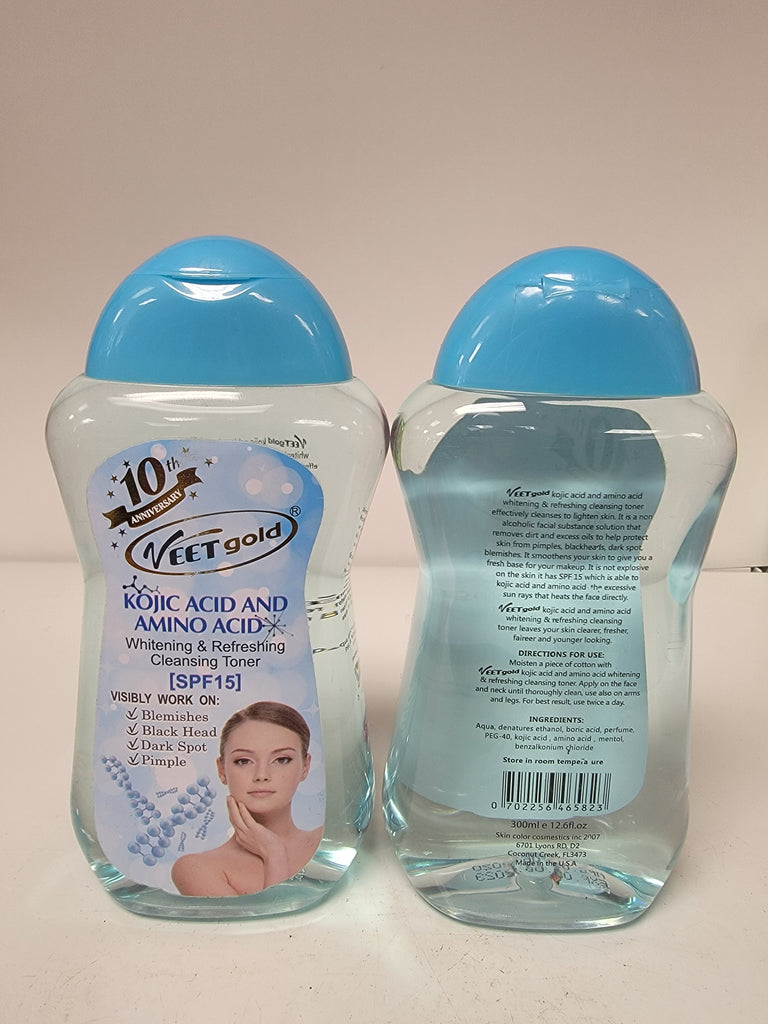 10th
ANNIVERSARY
VEET gold®
KOJIC ACID AND
AMINO ACID
Whitening & Refreshing
Cleansing Toner
[SPF15]
VISIBLY WORK ON:
Blemishes
Black Head
Dark Spot
Pimple
VEETgold kojic acid and amino acid
whitening & refreshing cleansing toner
effectively cleanses to lighten skin. It is a non
alcoholic facial substance solution that
removes dirt and excess oils to help protect
skin from pimples, blackheads, dark spot,
blemishes. It smoothens your skin to give you a
fresh base for your makeup. It is not explosive
on the skin it has SPF 15 which is able to
kojic acid and amino acid the excessive
sun rays that heats the face directly.
VEETgold kojic acid and amino acid
whitening & refreshing cleansing
toner leaves your skin clearer, fresher,
faireer and younger looking.
DIRECTIONS FOR USE:
Moisten a piece of cotton with
VEETgold kojic acid and amino acid whitening
& refreshing cleansing toner. Apply on the face
and neck until thoroughly clean, use also on arms
and legs. For best result, use twice a day.
INGREDIENTS:
Aqua, denatures ethanol, boric acid, perfume,
PEG-40, kojic acid, amino acid, mentol,
benzalkonium chloride
Store in room tempera ure
0 702256 465823
300ml e 12.6fl.oz
Skin color cosmestics inc 2007
6701 Lyons RD, D2
Coconut Creek, FL3473
Made in the U.S.A